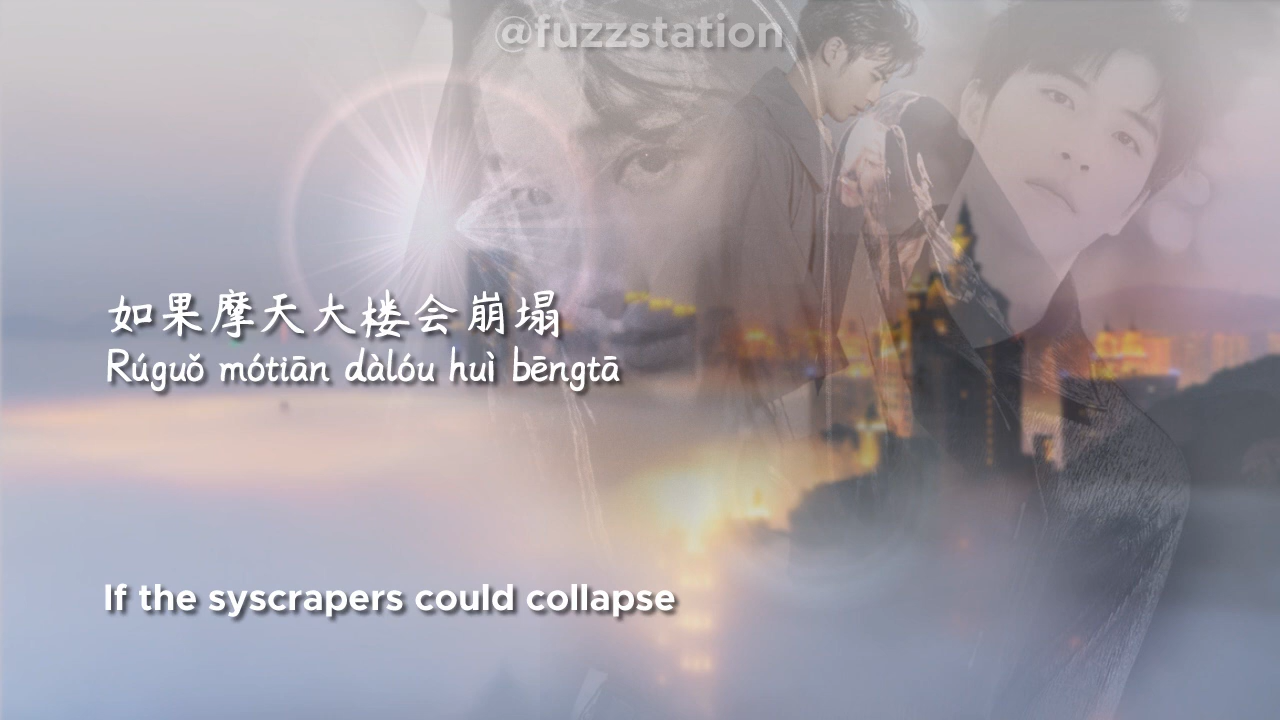 @fuzzstation
如果摩天大楼会崩塌
Rúguǒ mótiān dàlóu huì bēngtā
If the syscrapers could collapse